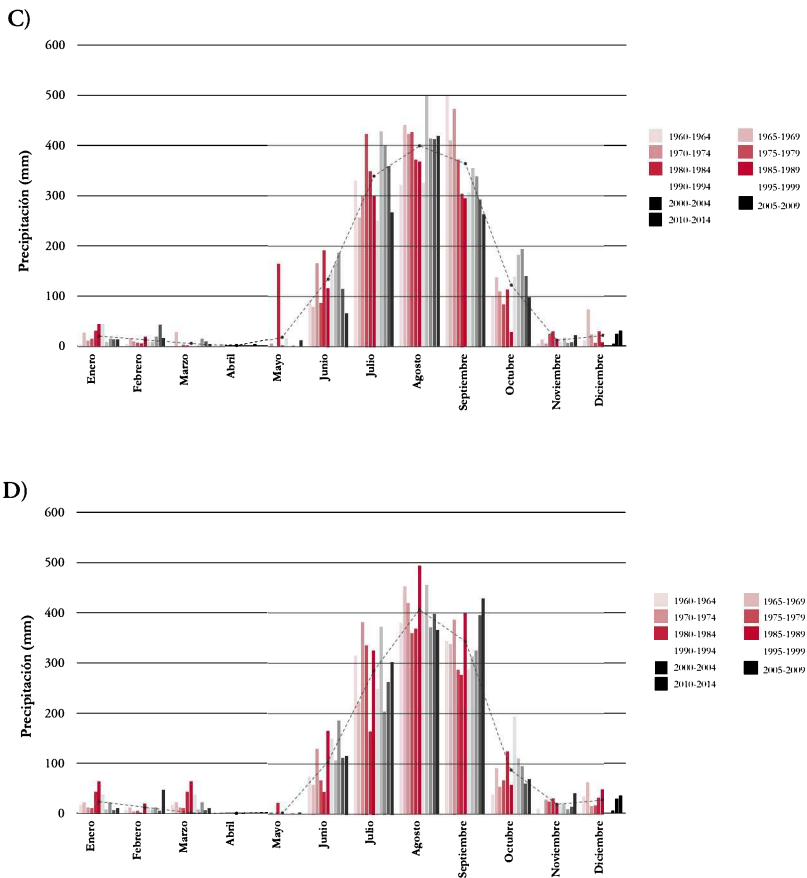 C)
600
500
400
300
200
100
0
Precipitación (mm)
Enero
Febrero
Marzo
Abril
Mayo
Junio
Julio
Agosto
Septiembre
Octubre
Noviembre
Diciembre
1960-1964 1965-1969
1970-1974 1975-1979
1980-1984 1985-1989
1990-1994 1995-1999
2000-2004 2005-2009
2010-2014
D)
600
500
400
300
200
100
0
Precipitación (mm)
Enero
Febrero
Marzo
Abril
Mayo
Junio
Julio
Agosto
Septiembre
Octubre
Noviembre
Diciembre
1960-1964 1965-1969
1970-1974 1975-1979
1980-1984 1985-1989
1990-1994 1995-1999
2000-2004 2005-2009
2010-2014